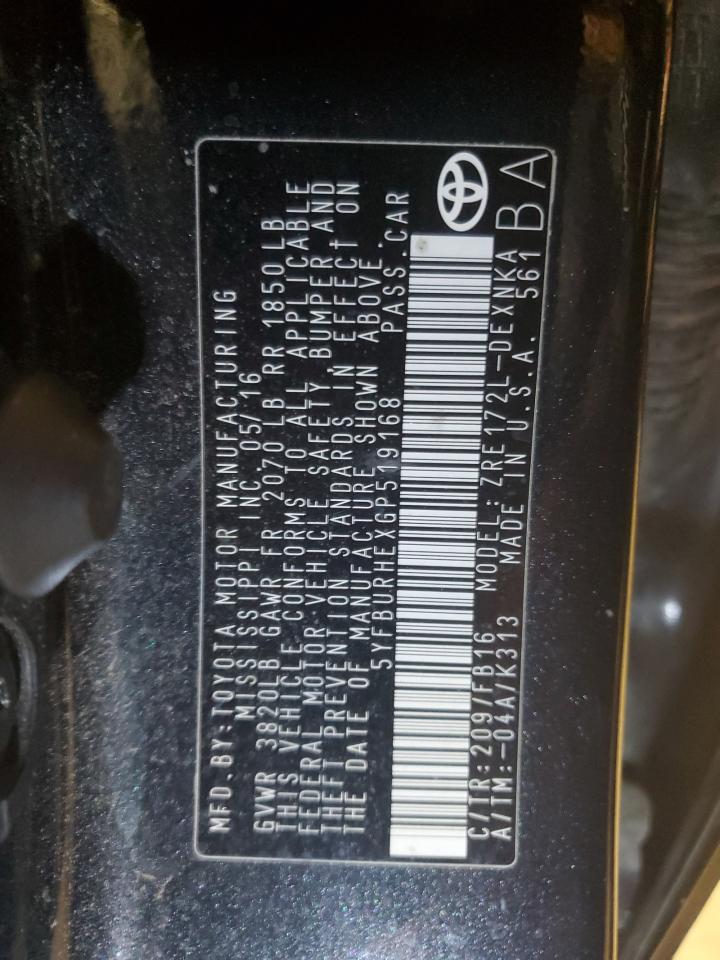 MFD.BY:TOYOTA MOTOR MANUFACTURING
MISSISSIPPI INC 05/16
GVWR 3820LB GAWR FR 2070 LB RR 1850LB
THIS VEHICLE CONFORMS TO ALL APPLICABLE
FEDERAL MOTOR VEHICLE SAFETY, BUMPER AND
THEFT PREVENTION STANDARDS IN EFFECT ON
THE DATE OF MANUFACTURE SHOWN ABOVE.
5YFBURHEXGP519168 PASS.CAR
C/TR:209/FB16 MODEL:ZRE172L-DEXNKA
A/TM:-04A/K313 MADE IN U.S.A. 561 BA